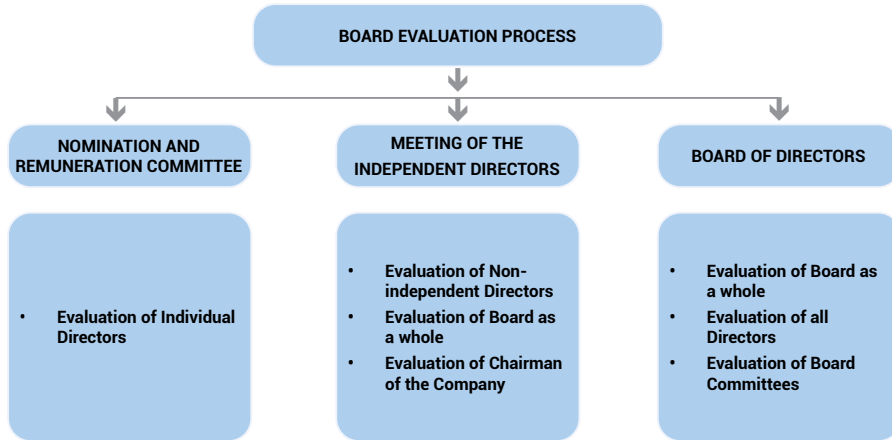 BOARD EVALUATION PROCESS
NOMINATION AND
REMUNERATION COMMITTEE
• Evaluation of Individual
Directors
MEETING OF THE
INDEPENDENT DIRECTORS
• Evaluation of Non-
independent Directors
• Evaluation of Board as
a whole
• Evaluation of Chairman
of the Company
BOARD OF DIRECTORS
• Evaluation of Board as
a whole
• Evaluation of all
Directors
• Evaluation of Board
Committees